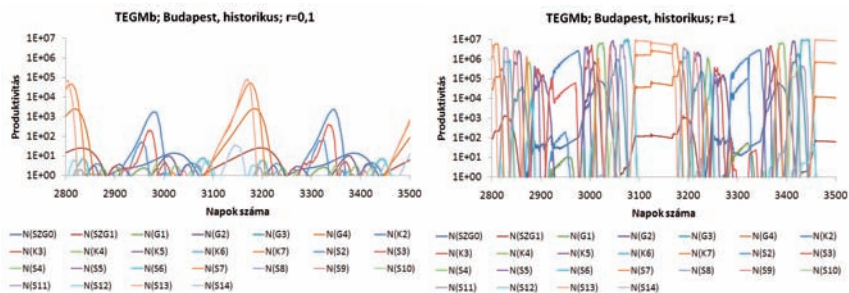 TEGMb; Budapest, historikus; r=0,1
Produktivitás
1E+07
1E+06
1E+05
1E+04
1E+03
1E+02
1E+01
1E+00
2800 2900 3000 3100 3200 3300 3400 3500
Napok száma
N(SZG0) N(SZG1) N(G1) N(G2) N(G3) N(G4) N(K2)
N(K3) N(K4) N(K5) N(K6) N(K7) N(S2) N(S3)
N(S4) N(S5) N(S6) N(S7) N(S8) N(S9) N(S10)
N(S11) N(S12) N(S13) N(S14)
TEGMb; Budapest, historikus; r=1
Produktivitás
1E+07
1E+06
1E+05
1E+04
1E+03
1E+02
1E+01
1E+00
2800 2900 3000 3100 3200 3300 3400 3500
Napok száma
N(SZG0) N(SZG1) N(G1) N(G2) N(G3) N(G4) N(K2)
N(K3) N(K4) N(K5) N(K6) N(K7) N(S2) N(S3)
N(S4) N(S5) N(S6) N(S7) N(S8) N(S9) N(S10)
N(S11) N(S12) N(S13) N(S14)